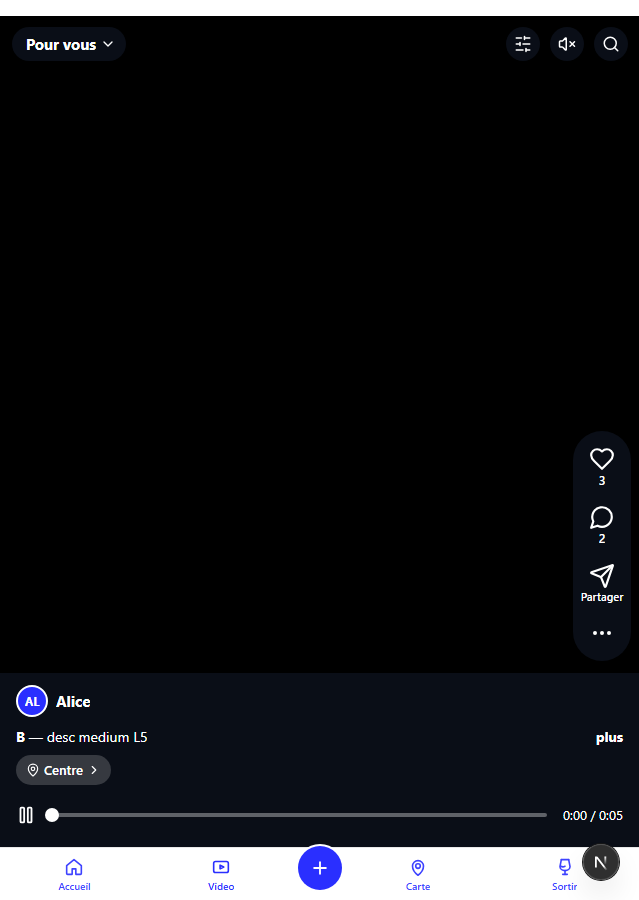 Pour vous
3
2
Partager
AL Alice
B — desc medium L5 plus
Centre
0:00 / 0:05
Accueil Video Carte Sortir
N